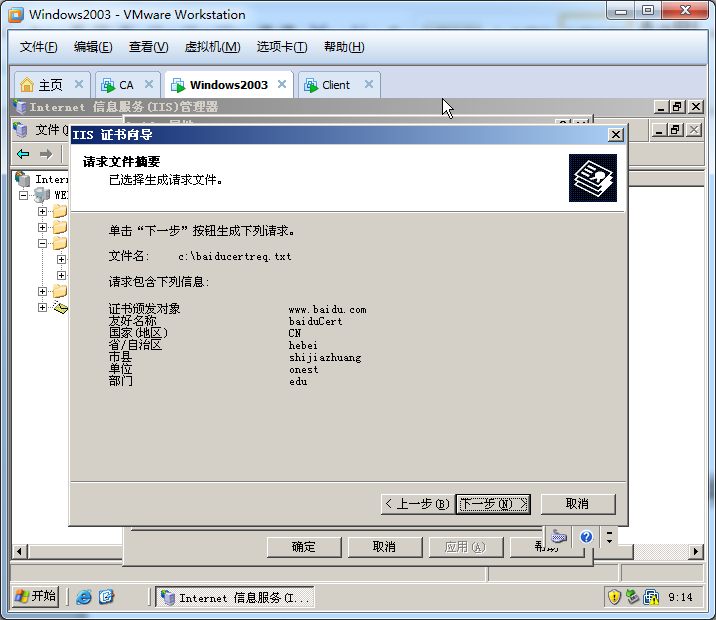 Windows2003 - VMware Workstation
文件(F) 编辑(E) 查看(V) 虚拟机(M) 选项卡(T) 帮助(H)
主页 CA Windows2003 Client
Internet 信息服务(IIS)管理器
文件(
IIS 证书向导
Inter
WE
请求文件摘要
已选择生成请求文件。
单击“下一步”按钮生成下列请求。
文件名: c:\baiducertreq.txt
请求包含下列信息:
证书颁发对象 www.baidu.com
友好名称 baiduCert
国家(地区) CN
省/自治区 hebei
市县 shijiazhuang
单位 onest
部门 edu
< 上一步(B) 下一步(N) > 取消
确定 取消 应用(A) 帮助
开始 Internet 信息服务(I... 9:14